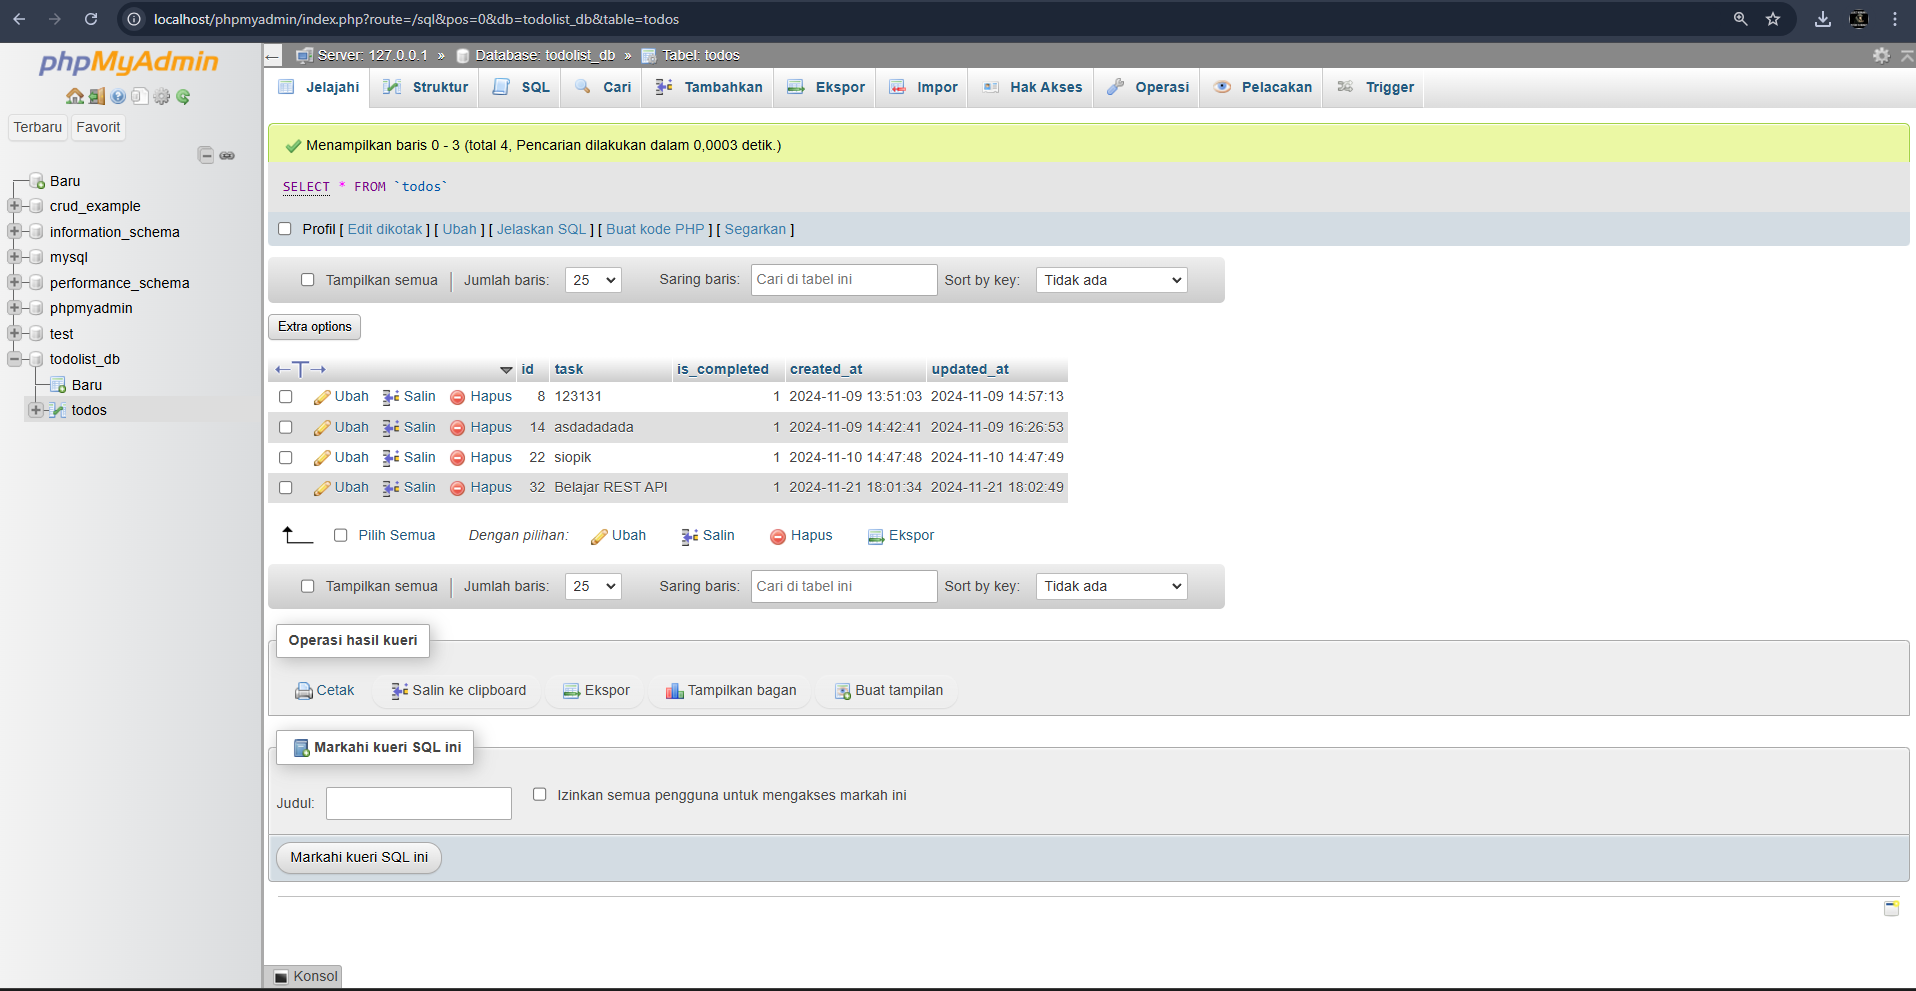 localhost/phpmyadmin/index.php?route=/sql&pos=0&db=todolist_db&table=todos
phpMyAdmin
Terbaru Favorit
Baru
crud_example
information_schema
mysql
performance_schema
phpmyadmin
test
todolist_db
Baru
todos
Server: 127.0.0.1 » Database: todolist_db » Tabel: todos
Jelajahi Struktur SQL Cari Tambahkan Ekspor Impor Hak Akses Operasi Pelacakan Trigger
Menampilkan baris 0 - 3 (total 4, Pencarian dilakukan dalam 0,0003 detik.)
SELECT * FROM `todos`
Profil [ Edit dikotak ] [ Ubah ] [ Jelaskan SQL ] [ Buat kode PHP ] [ Segarkan ]
Tampilkan semua Jumlah baris: 25 Saring baris: Cari di tabel ini Sort by key: Tidak ada
Extra options
←T→ id task is_completed created_at updated_at
Ubah Salin Hapus 8 123131 1 2024-11-09 13:51:03 2024-11-09 14:57:13
Ubah Salin Hapus 14 asdadadada 1 2024-11-09 14:42:41 2024-11-09 16:26:53
Ubah Salin Hapus 22 siopik 1 2024-11-10 14:47:48 2024-11-10 14:47:49
Ubah Salin Hapus 32 Belajar REST API 1 2024-11-21 18:01:34 2024-11-21 18:02:49
Pilih Semua Dengan pilihan: Ubah Salin Hapus Ekspor
Tampilkan semua Jumlah baris: 25 Saring baris: Cari di tabel ini Sort by key: Tidak ada
Operasi hasil kueri
Cetak Salin ke clipboard Ekspor Tampilkan bagan Buat tampilan
Markahi kueri SQL ini
Judul: Izinkan semua pengguna untuk mengakses markah ini
Markahi kueri SQL ini
Konsol